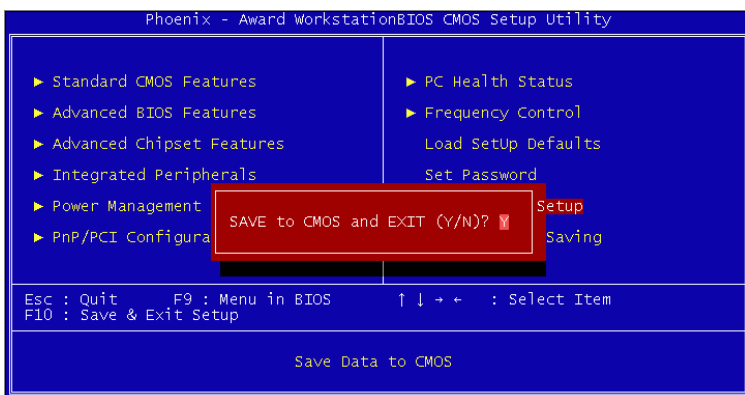 Phoenix - Award WorkstationBIOS CMOS Setup Utility
► Standard CMOS Features
► Advanced BIOS Features
► Advanced Chipset Features
► Integrated Peripherals
► Power Management
► PnP/PCI Configura
► PC Health Status
► Frequency Control
Load SetUp Defaults
Set Password
Setup
Saving
SAVE to CMOS and EXIT (Y/N)? Y
Esc : Quit F9 : Menu in BIOS ↑ ↓ → ← : Select Item
F10 : Save & Exit Setup
Save Data to CMOS